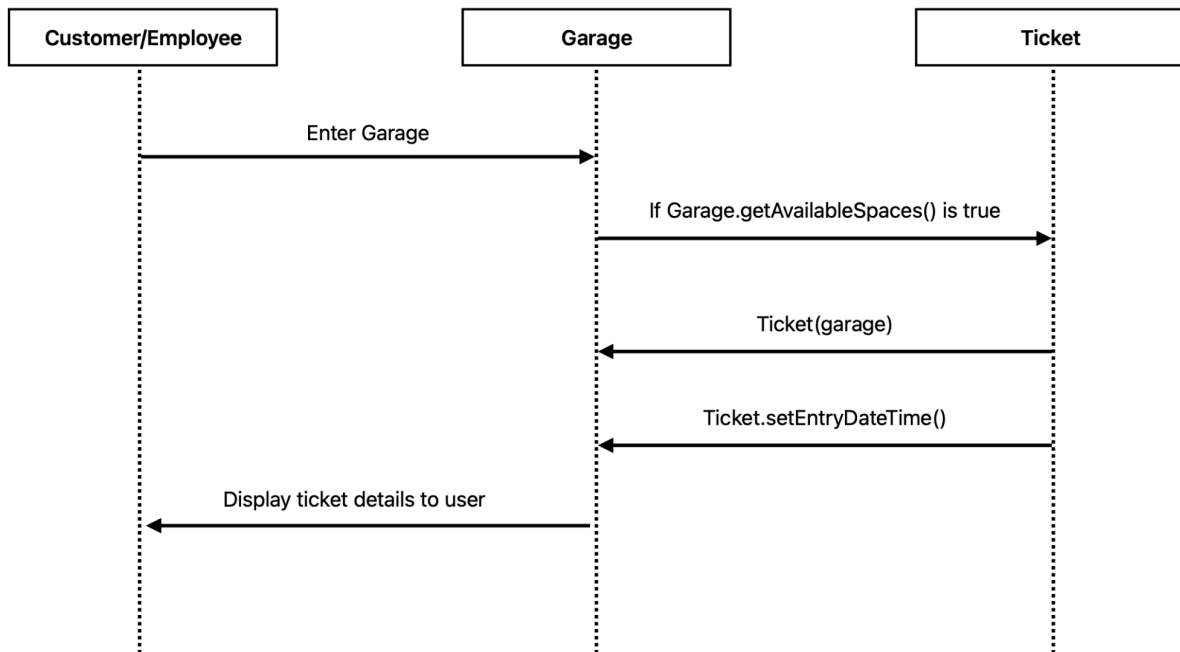 Customer/Employee
Garage
Ticket
Enter Garage
If Garage.getAvailableSpaces() is true
Ticket(garage)
Ticket.setEntryDateTime()
Display ticket details to user